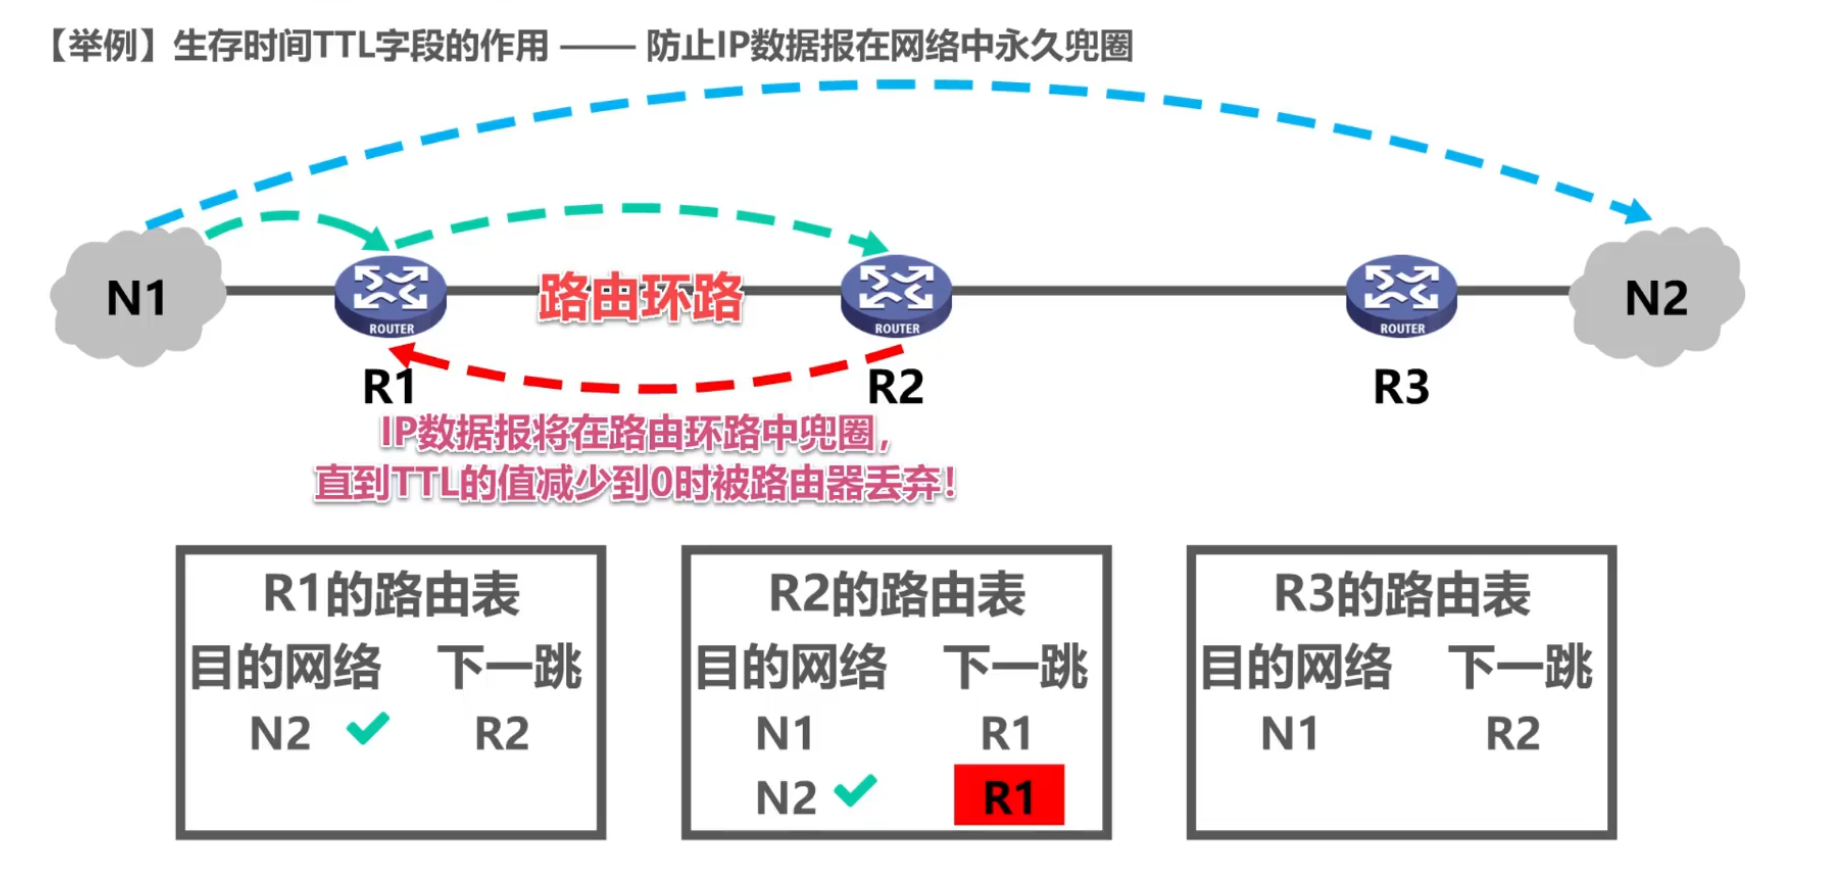 【举例】生存时间TTL字段的作用 —— 防止IP数据报在网络中永久兜圈
N1
ROUTER
路由环路
ROUTER
ROUTER
N2
R1
R2
R3
IP数据报将在路由环路中兜圈，
直到TTL的值减少到0时被路由器丢弃！
R1的路由表
目的网络 下一跳
N2 R2
R2的路由表
目的网络 下一跳
N1 R1
N2 R1
R3的路由表
目的网络 下一跳
N1 R2